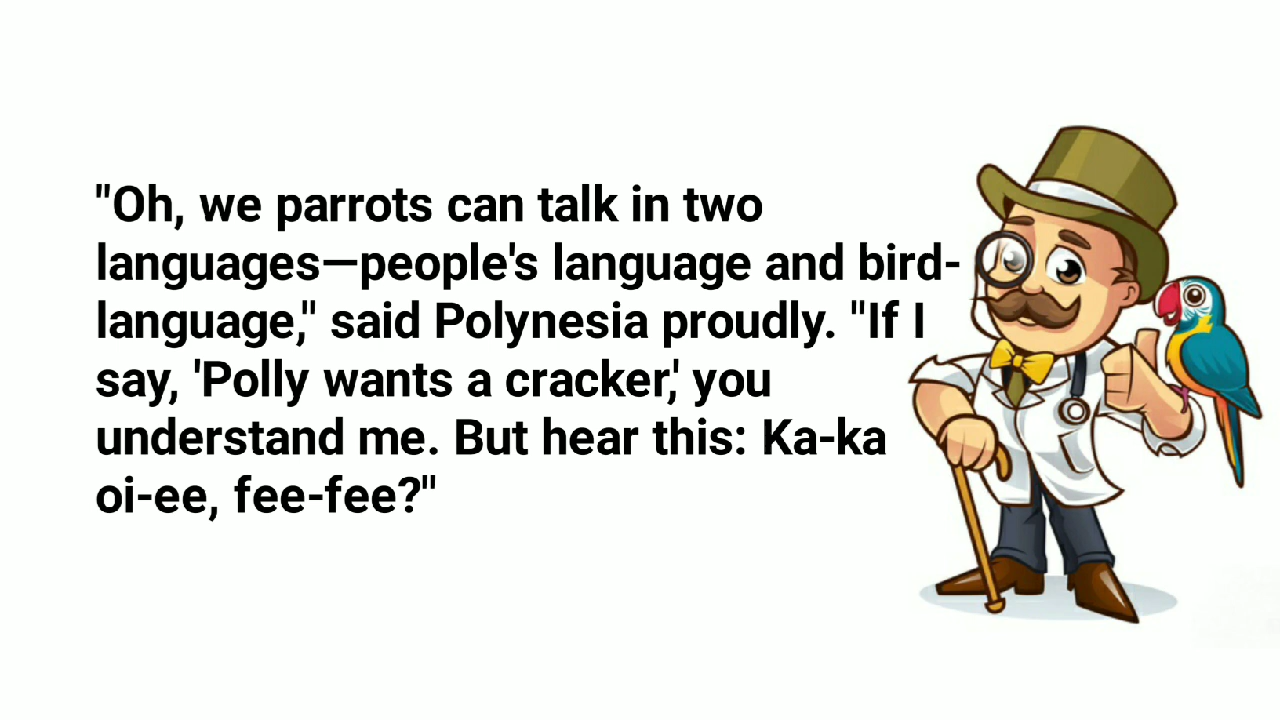 "Oh, we parrots can talk in two
languages—people's language and bird-
language," said Polynesia proudly. "If I
say, 'Polly wants a cracker,' you
understand me. But hear this: Ka-ka
oi-ee, fee-fee?"